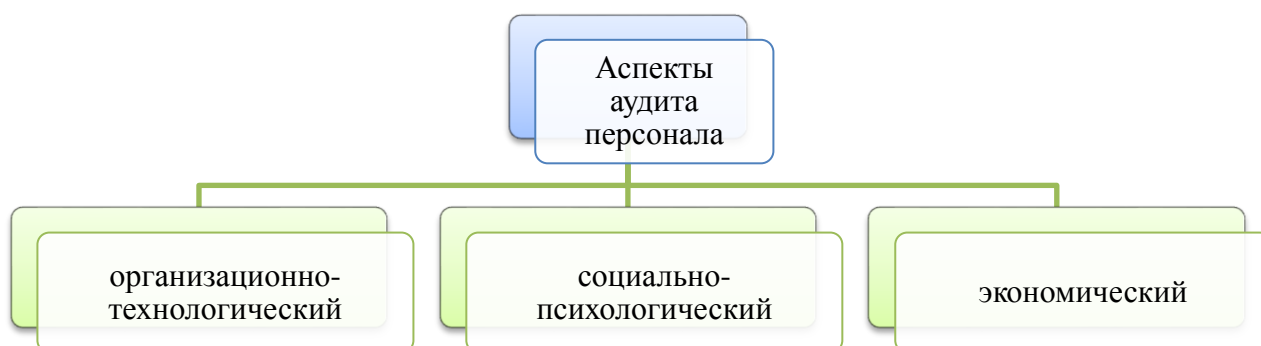 Аспекты
аудита
персонала
организационно-
технологический
социально-
психологический
экономический